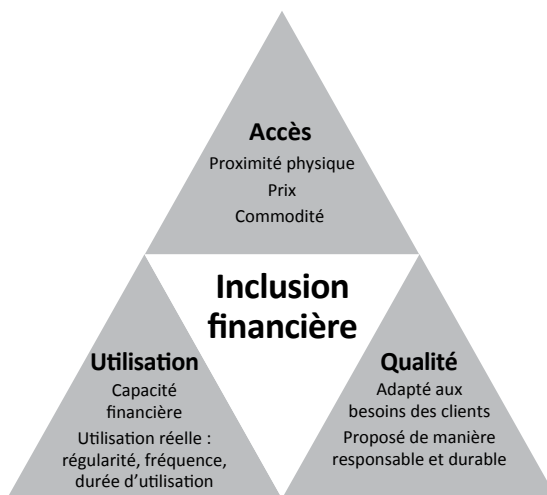 Accès
Proximité physique
Prix
Commodité
Inclusion
financière
Utilisation
Capacité
financière
Utilisation réelle :
régularité, fréquence,
durée d’utilisation
Qualité
Adapté aux
besoins des clients
Proposé de manière
responsable et durable